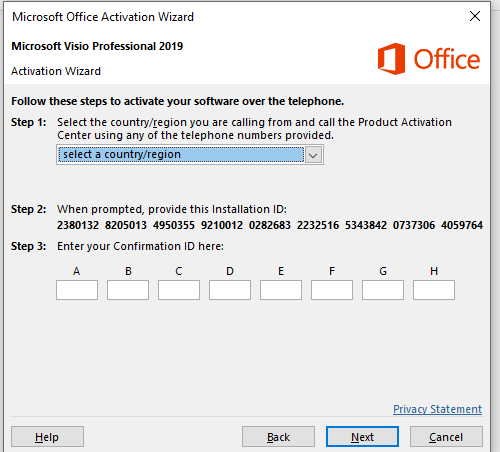 Microsoft Office Activation Wizard
Microsoft Visio Professional 2019
Activation Wizard
Office
Follow these steps to activate your software over the telephone.
Step 1: Select the country/region you are calling from and call the Product Activation
Center using any of the telephone numbers provided.
select a country/region
Step 2: When prompted, provide this Installation ID:
2380132 8205013 4950355 9210012 0282683 2232516 5343842 0737306 4059764
Step 3: Enter your Confirmation ID here:
A B C D E F G H
Privacy Statement
Help Back Next Cancel